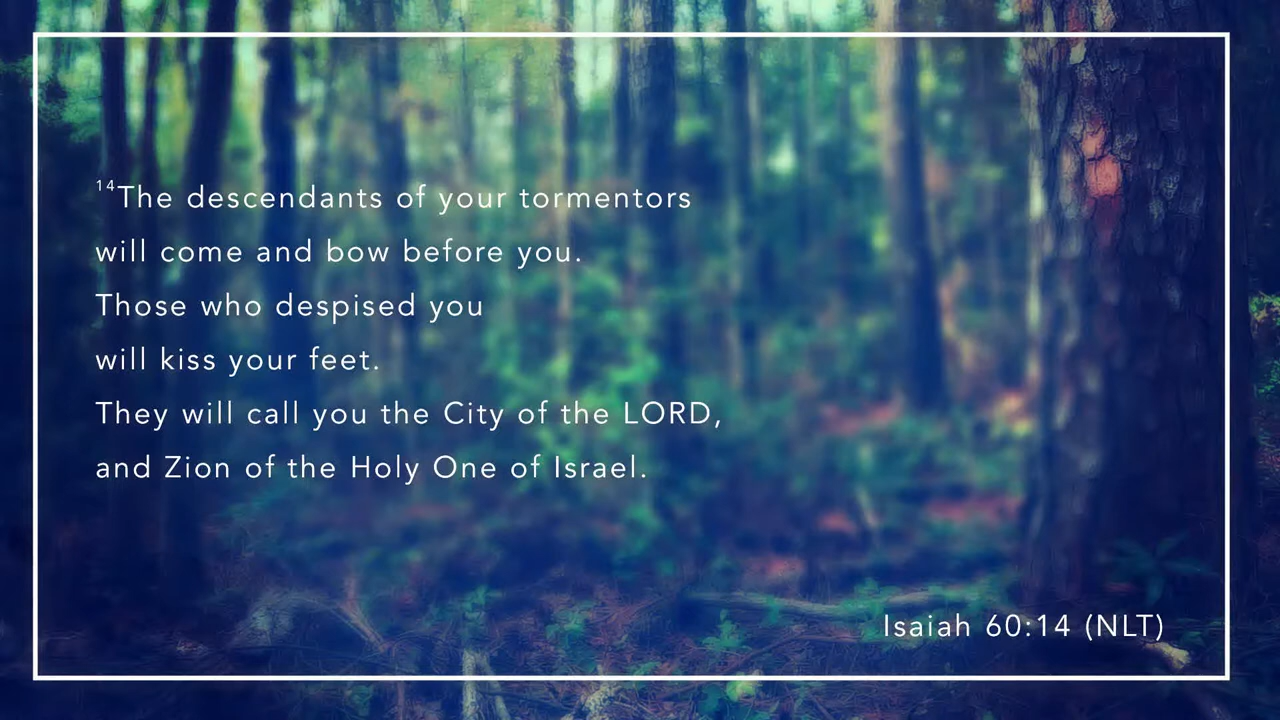 ¹⁴The descendants of your tormentors
will come and bow before you.
Those who despised you
will kiss your feet.
They will call you the City of the LORD,
and Zion of the Holy One of Israel.
Isaiah 60:14 (NLT)